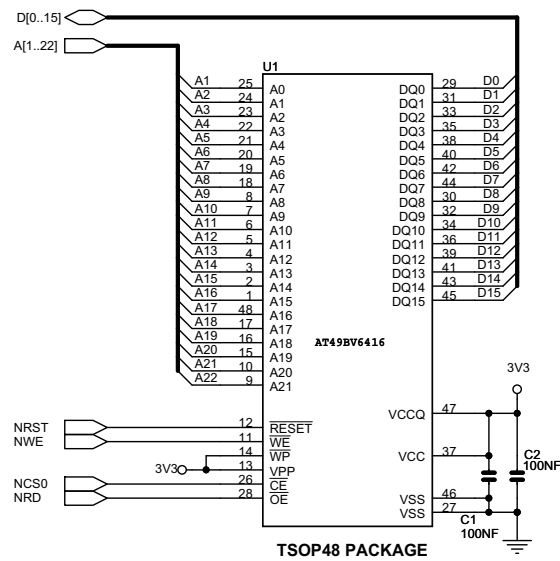 D[0..15]
A[1..22]
U1
A1 25 A0 DQ0 29 D0
A2 24 A1 DQ1 31 D1
A3 23 A2 DQ2 33 D2
A4 22 A3 DQ3 35 D3
A5 21 A4 DQ4 38 D4
A6 20 A5 DQ5 40 D5
A7 19 A6 DQ6 42 D6
A8 18 A7 DQ7 44 D7
A9 8 A8 DQ8 30 D8
A10 7 A9 DQ9 32 D9
A11 6 A10 DQ10 34 D10
A12 5 A11 DQ11 36 D11
A13 4 A12 DQ12 39 D12
A14 3 A13 DQ13 41 D13
A15 2 A14 DQ14 43 D14
A16 1 A15 DQ15 45 D15
A17 48 A16
A18 17 A17
A19 16 A18
A20 15 A19
A21 10 A20
A22 9 A21
AT49BV6416
3V3
VCCQ 47
NRST 12 RESET
NWE 11 WE
14 WP
3V3 13 VPP
NCS0 26 CE
NRD 28 OE
VCC 37
C2
100NF
VSS 46
VSS 27
C1
100NF
TSOP48 PACKAGE